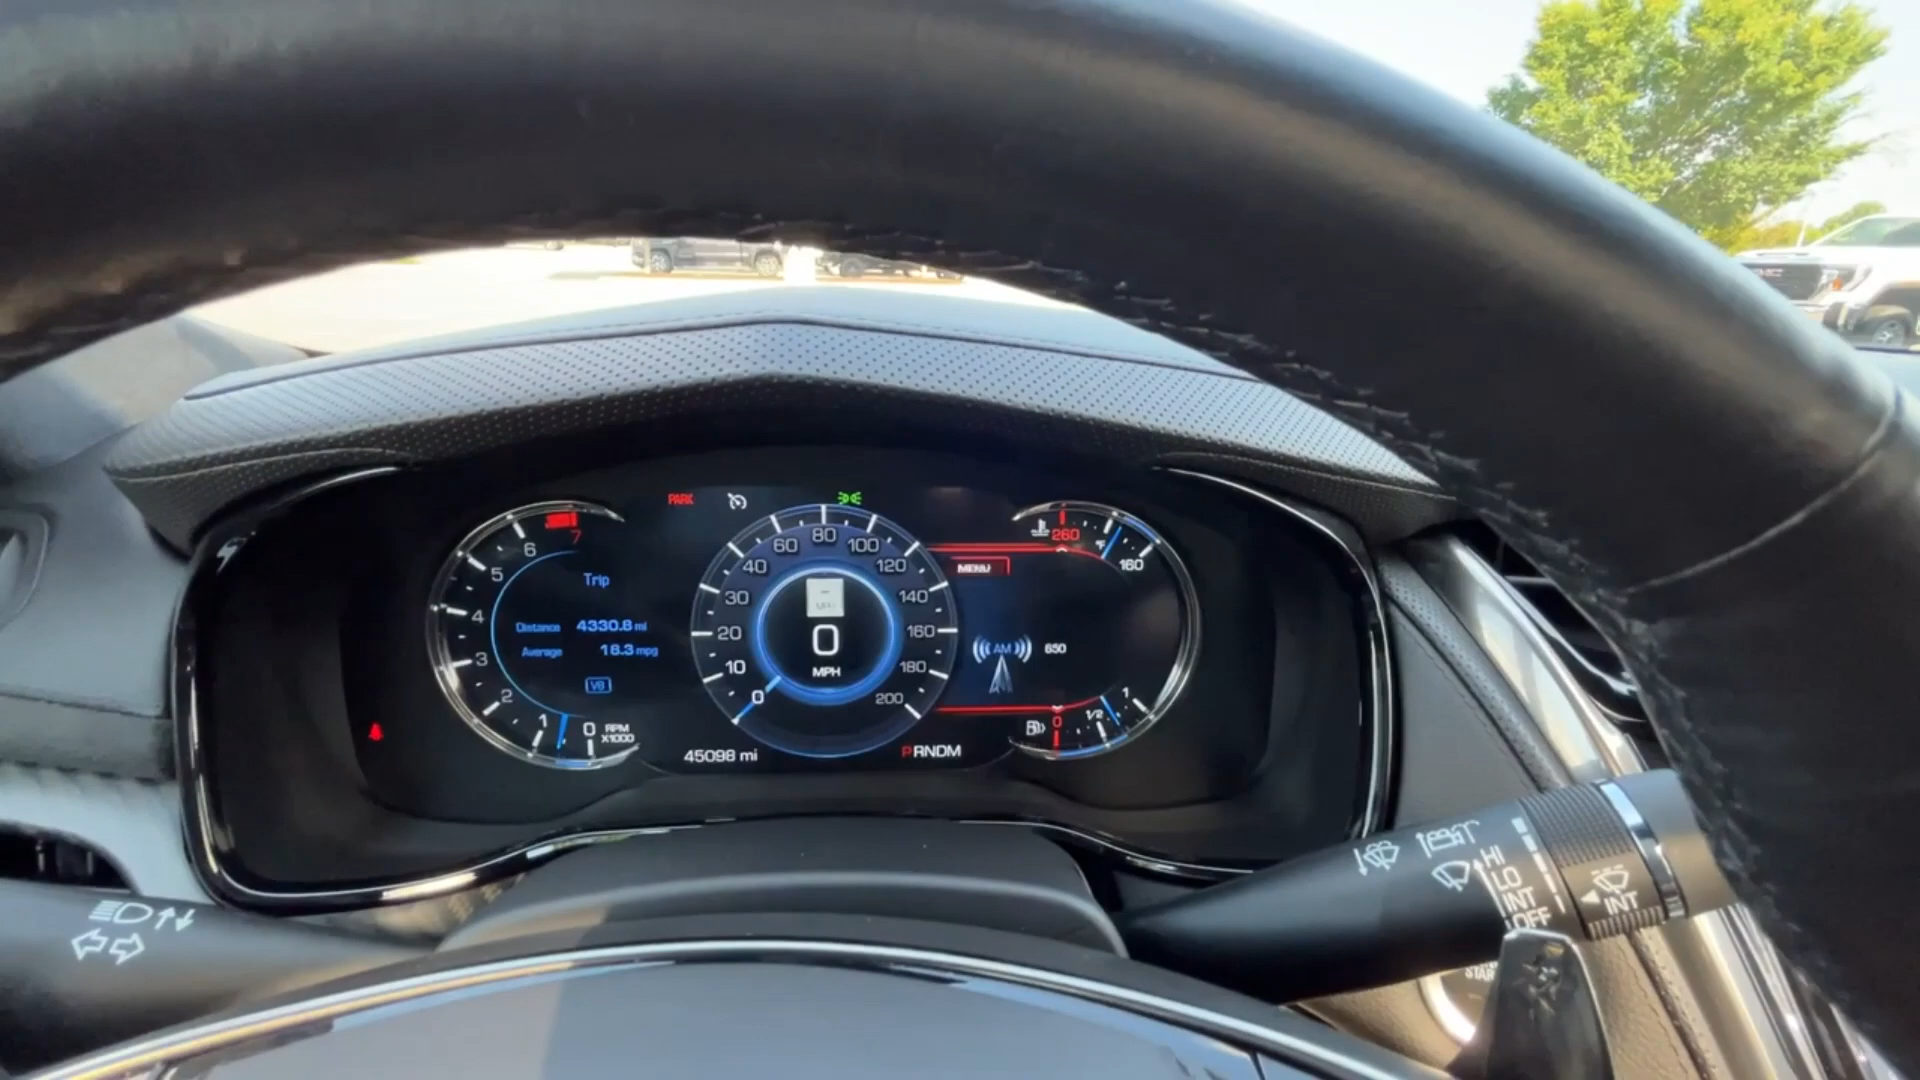 PARK
7
6
5
4
3
2
1
0 RPM
X1000
Trip
Distance 4330.8 mi
Average 18.3 mpg
V8
0
10
20
30
40
60
80
100
120
140
160
180
200
MPH
0
MPH
45098 mi
PRNDM
MENU
AM 650
260
°F
160
0
1/2
1
HI
LO
INT
OFF
INT
GMC